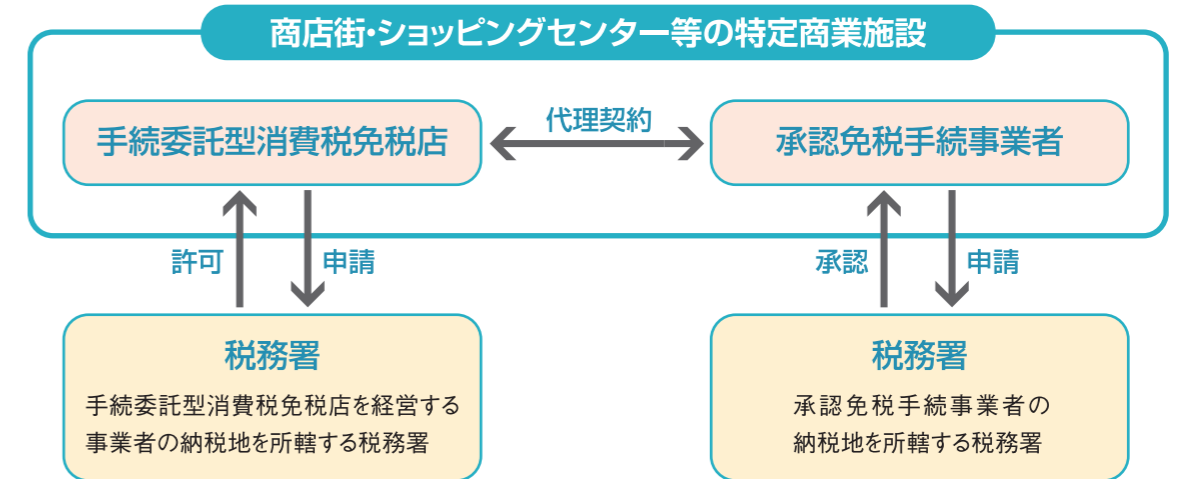 商店街・ショッピングセンター等の特定商業施設
手続委託型消費税免税店
代理契約
承認免税手続事業者
許可
申請
承認
申請
税務署
手続委託型消費税免税店を経営する
事業者の納税地を所轄する税務署
税務署
承認免税手続事業者の
納税地を所轄する税務署